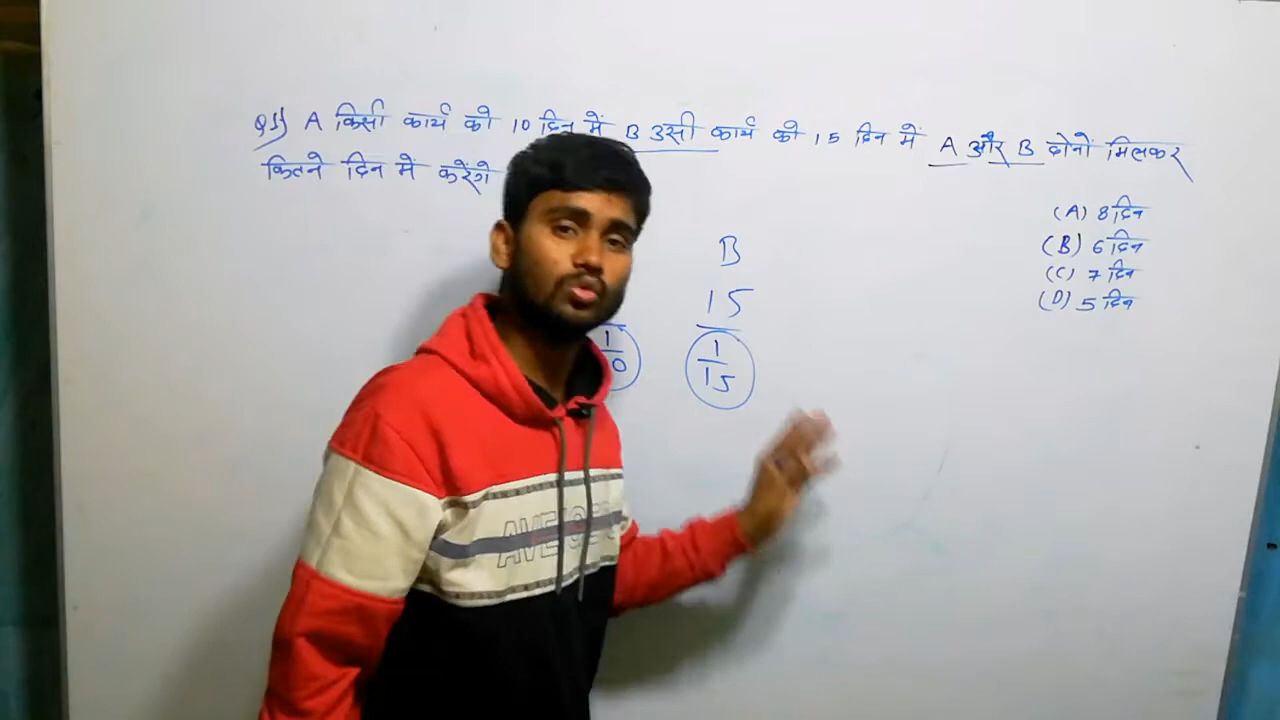 Q1) A किसी कार्य को 10 दिन में B उसी कार्य को 15 दिन में A और B दोनों मिलकर
कितने दिन में करेंगे
(A) 8 दिन
(B) 6 दिन
(C) 7 दिन
(D) 5 दिन
B
15
1
15